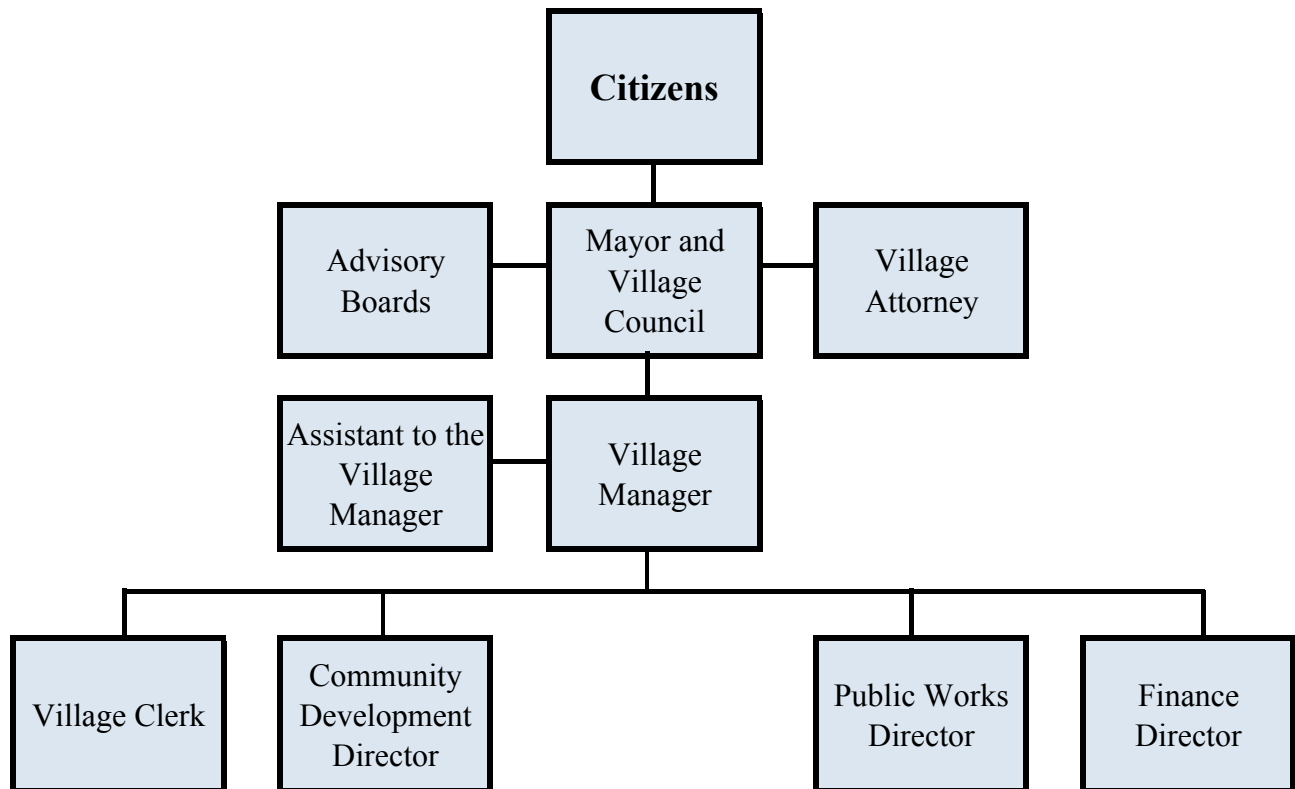 Citizens
Advisory
Boards
Mayor and
Village
Council
Village
Attorney
Assistant to the
Village
Manager
Village
Manager
Village Clerk
Community
Development
Director
Public Works
Director
Finance
Director